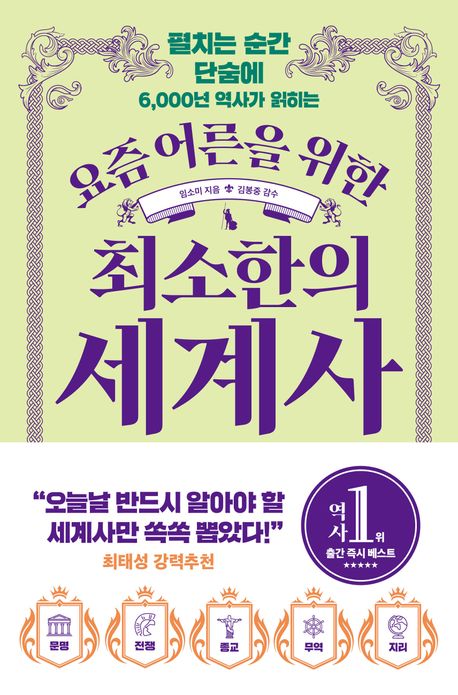 펼치는 순간
단숨에
6,000년 역사가 읽히는
요즘 어른을 위한
임소미 지음 김봉중 감수
최소한의
세계사
“오늘날 반드시 알아야 할
세계사만 쏙쏙 뽑았다!”
최태성 강력추천
역사 1위
출간 즉시 베스트
★★★★★
문명
전쟁
종교
무역
지리